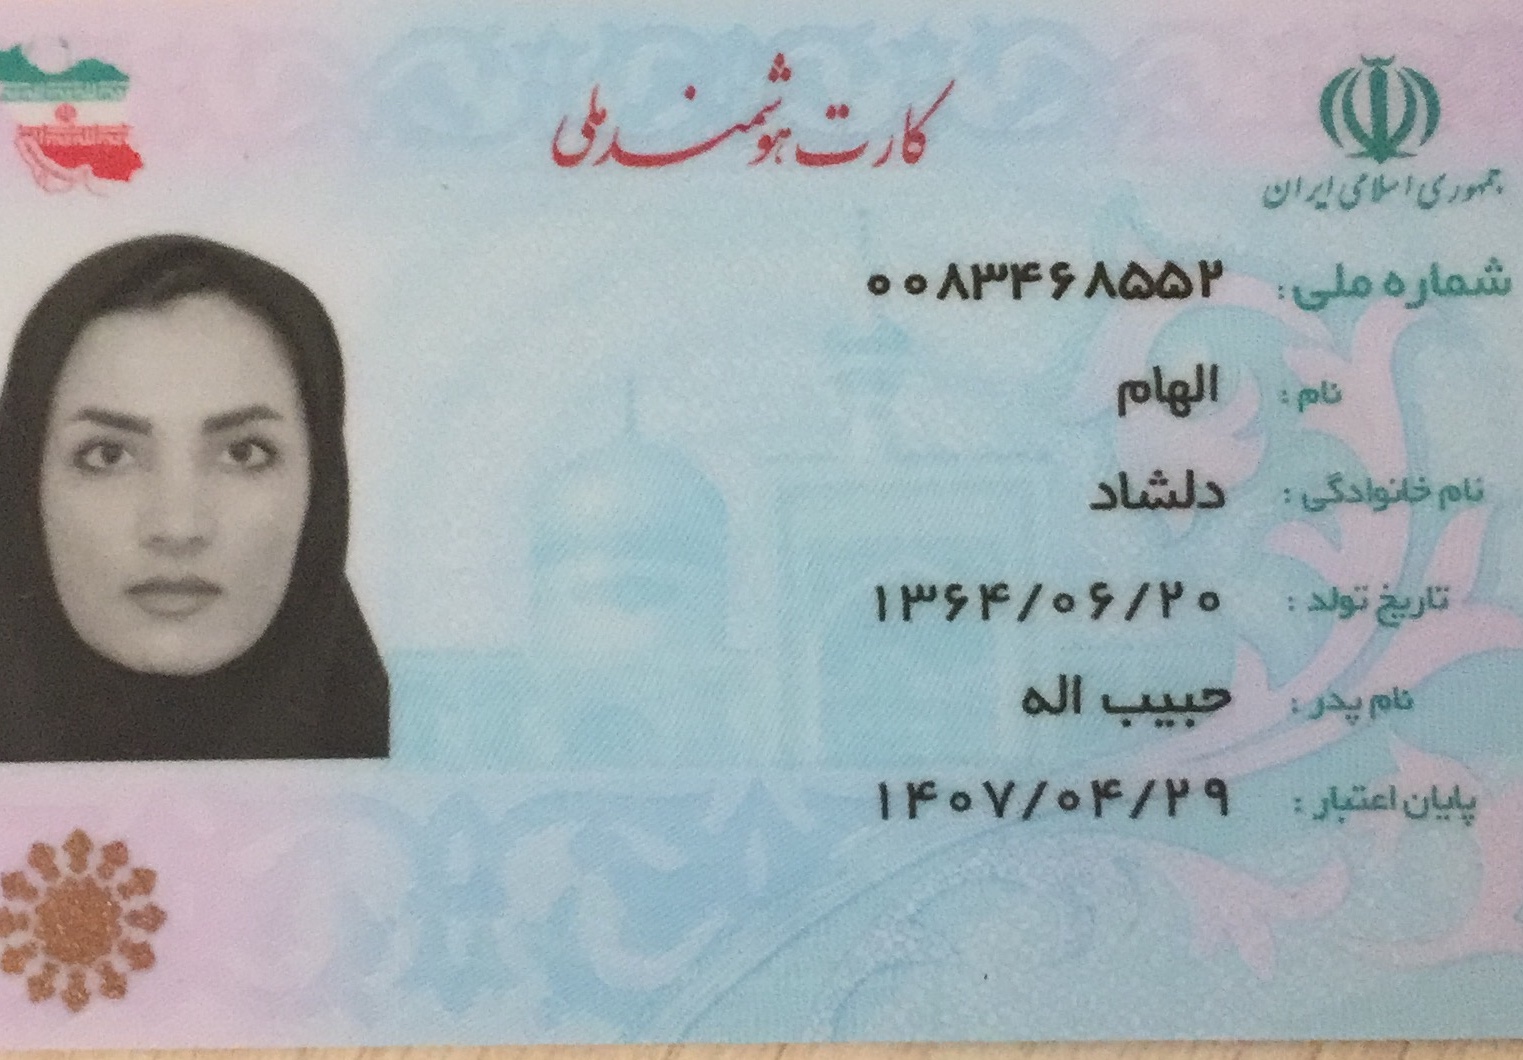 کارت هوشمند ملی
جمهوری اسلامی ایران
شماره ملی: ۰۰۸۳۴۶۸۵۵۲
نام: الهام
نام خانوادگی: دلشاد
تاریخ تولد: ۱۳۶۴/۰۶/۲۰
نام پدر: حبیب اله
پایان اعتبار: ۱۴۰۷/۰۴/۲۹